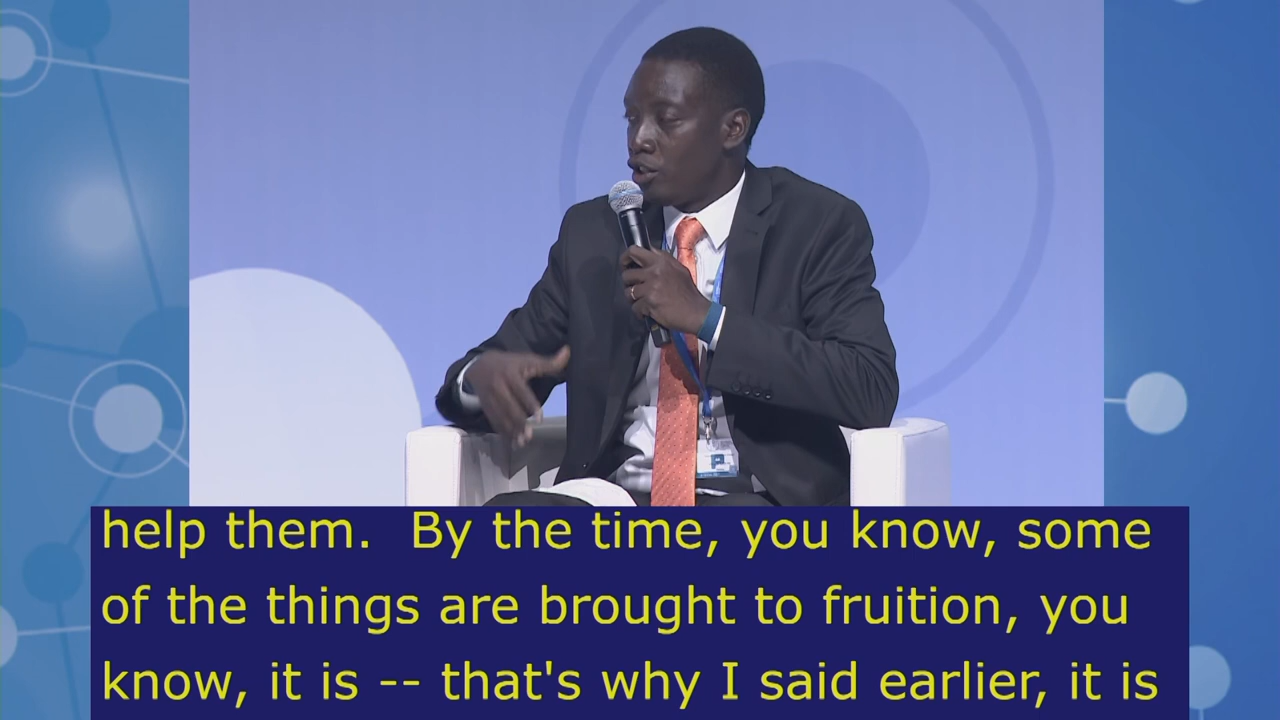 help them.  By the time, you know, some
of the things are brought to fruition, you
know, it is -- that's why I said earlier, it is